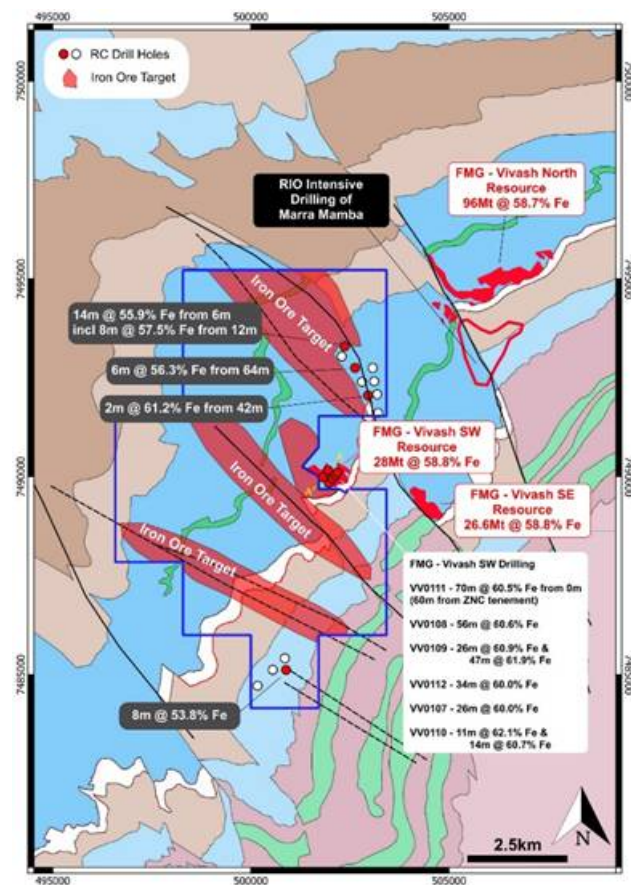 495000
500000
505000
7500000
7500000
RC Drill Holes
Iron Ore Target
RIO Intensive
Drilling of
Marra Mamba
FMG - Vivash North
Resource
96Mt @ 58.7% Fe
7495000
7495000
Iron Ore Target
14m @ 55.9% Fe from 6m
incl 8m @ 57.5% Fe from 12m
6m @ 56.3% Fe from 64m
2m @ 61.2% Fe from 42m
FMG - Vivash SW
Resource
28Mt @ 58.8% Fe
7490000
7490000
Iron Ore Target
FMG - Vivash SE
Resource
26.6Mt @ 58.8% Fe
Iron Ore Target
FMG - Vivash SW Drilling
VV0111 - 70m @ 60.5% Fe from 0m
(60m from ZNC tenement)
VV0108 - 56m @ 60.6% Fe
VV0109 - 26m @ 60.9% Fe &
47m @ 61.9% Fe
VV0112 - 34m @ 60.0% Fe
VV0107 - 26m @ 60.0% Fe
VV0110 - 11m @ 62.1% Fe &
14m @ 60.7% Fe
7485000
7485000
8m @ 53.8% Fe
2.5km
N
495000
500000
505000